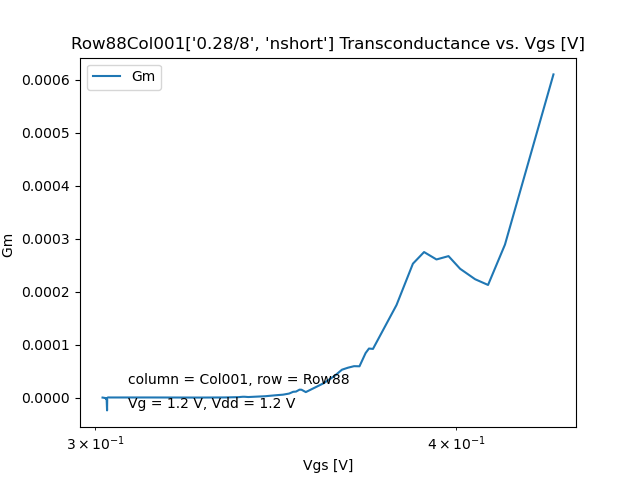 Row88Col001['0.28/8', 'nshort'] Transconductance vs. Vgs [V]
Gm
0.0006
0.0005
0.0004
0.0003
0.0002
0.0001
0.0000
Gm
column = Col001, row = Row88
Vg = 1.2 V, Vdd = 1.2 V
3 × 10⁻¹
4 × 10⁻¹
Vgs [V]